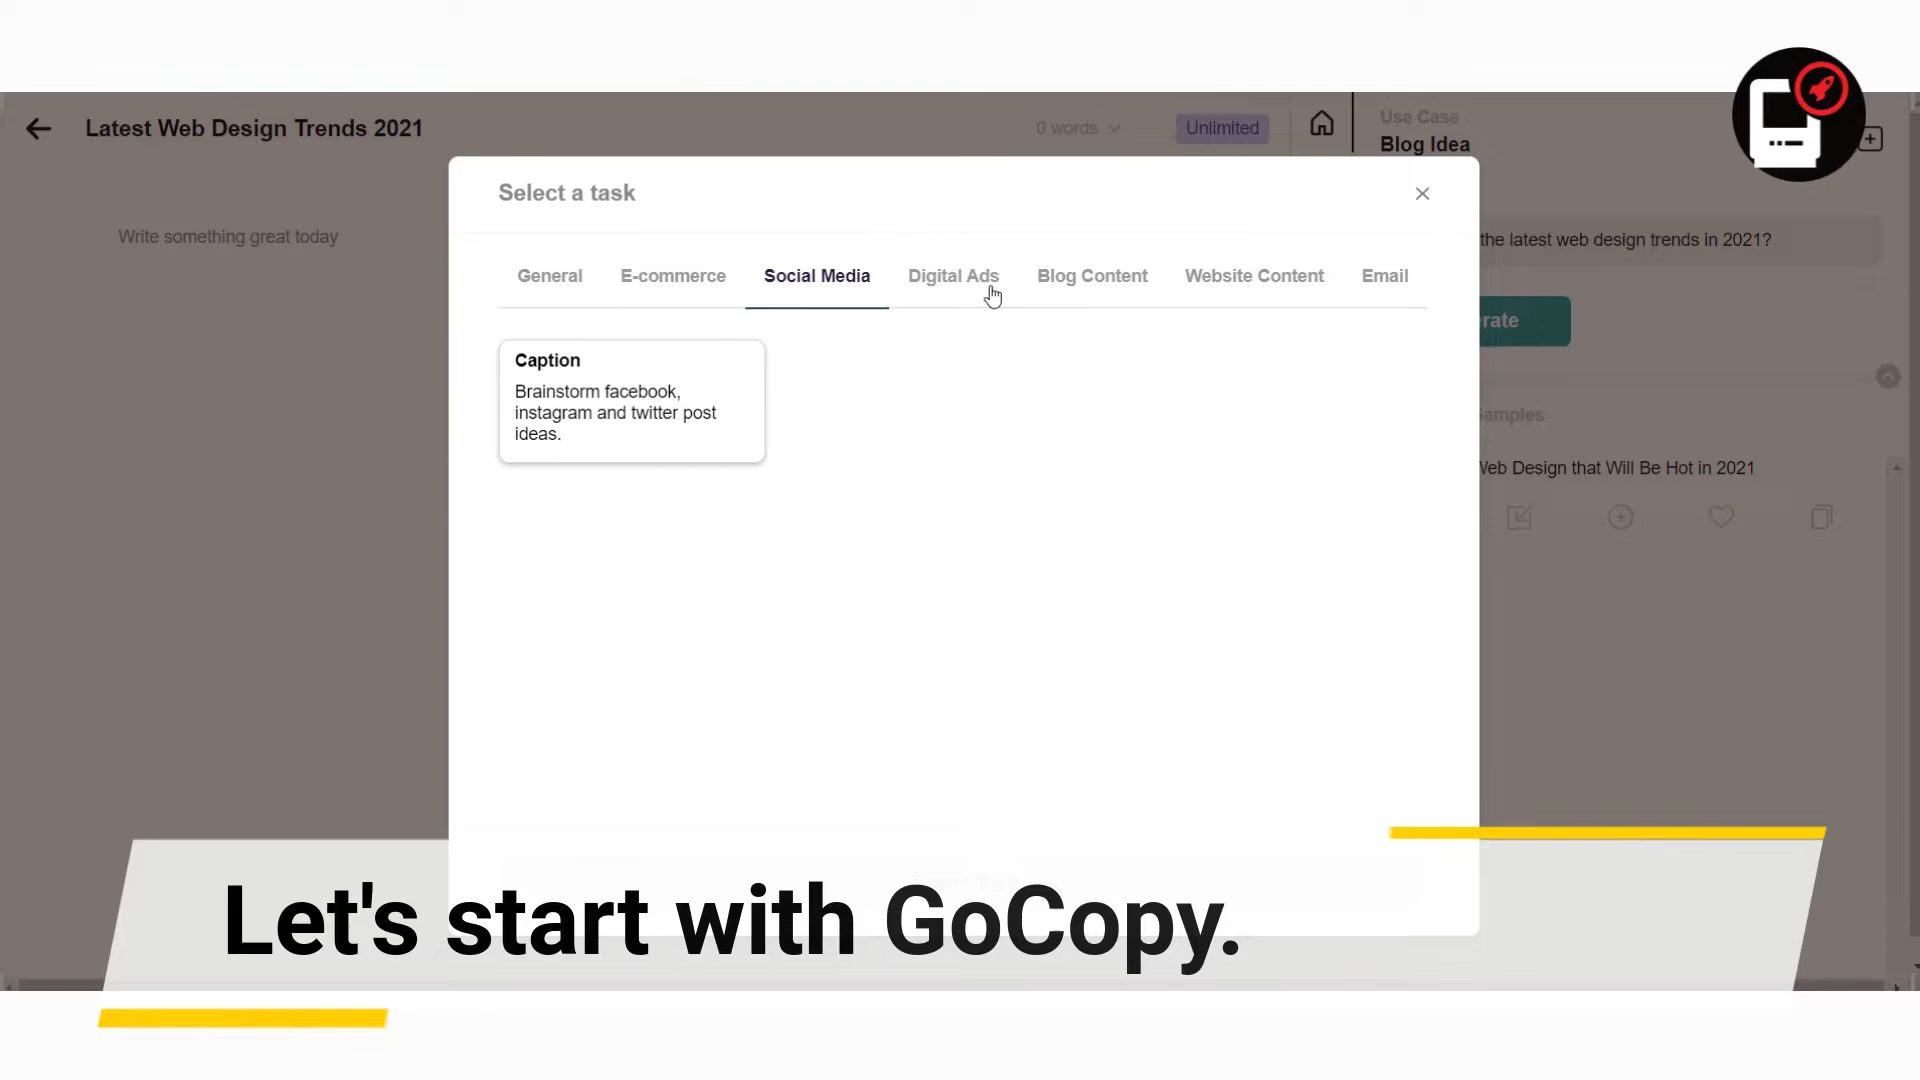 Latest Web Design Trends 2021
0 words
Unlimited
Use Case
Blog Idea
Write something great today
Select a task
General
E-commerce
Social Media
Digital Ads
Blog Content
Website Content
Email
Caption
Brainstorm facebook,
instagram and twitter post
ideas.
the latest web design trends in 2021?
rate
Samples
Web Design that Will Be Hot in 2021
Let's start with GoCopy.